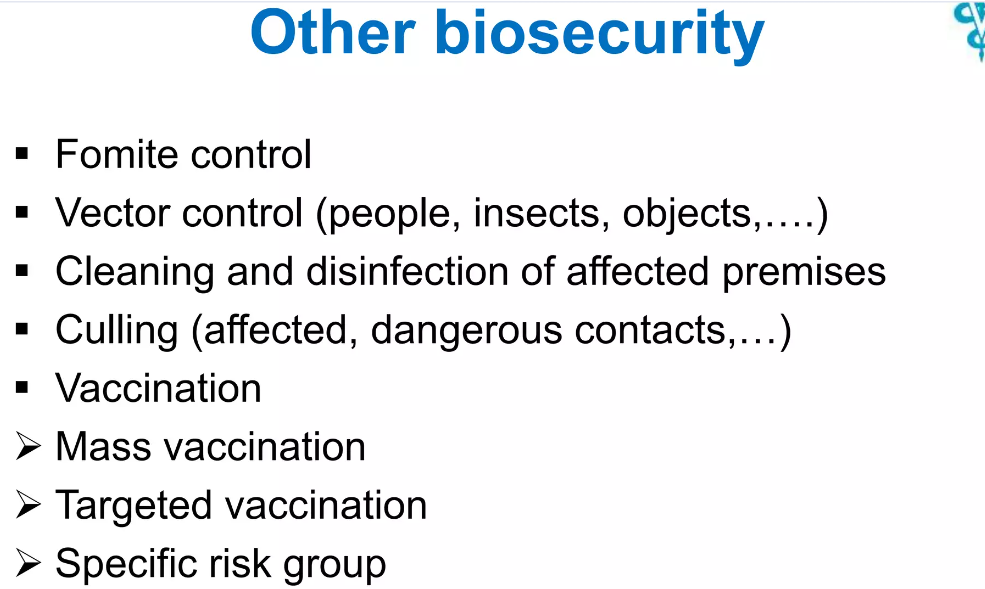 Other biosecurity
▪ Fomite control
▪ Vector control (people, insects, objects,….)
▪ Cleaning and disinfection of affected premises
▪ Culling (affected, dangerous contacts,…)
▪ Vaccination
➢ Mass vaccination
➢ Targeted vaccination
➢ Specific risk group